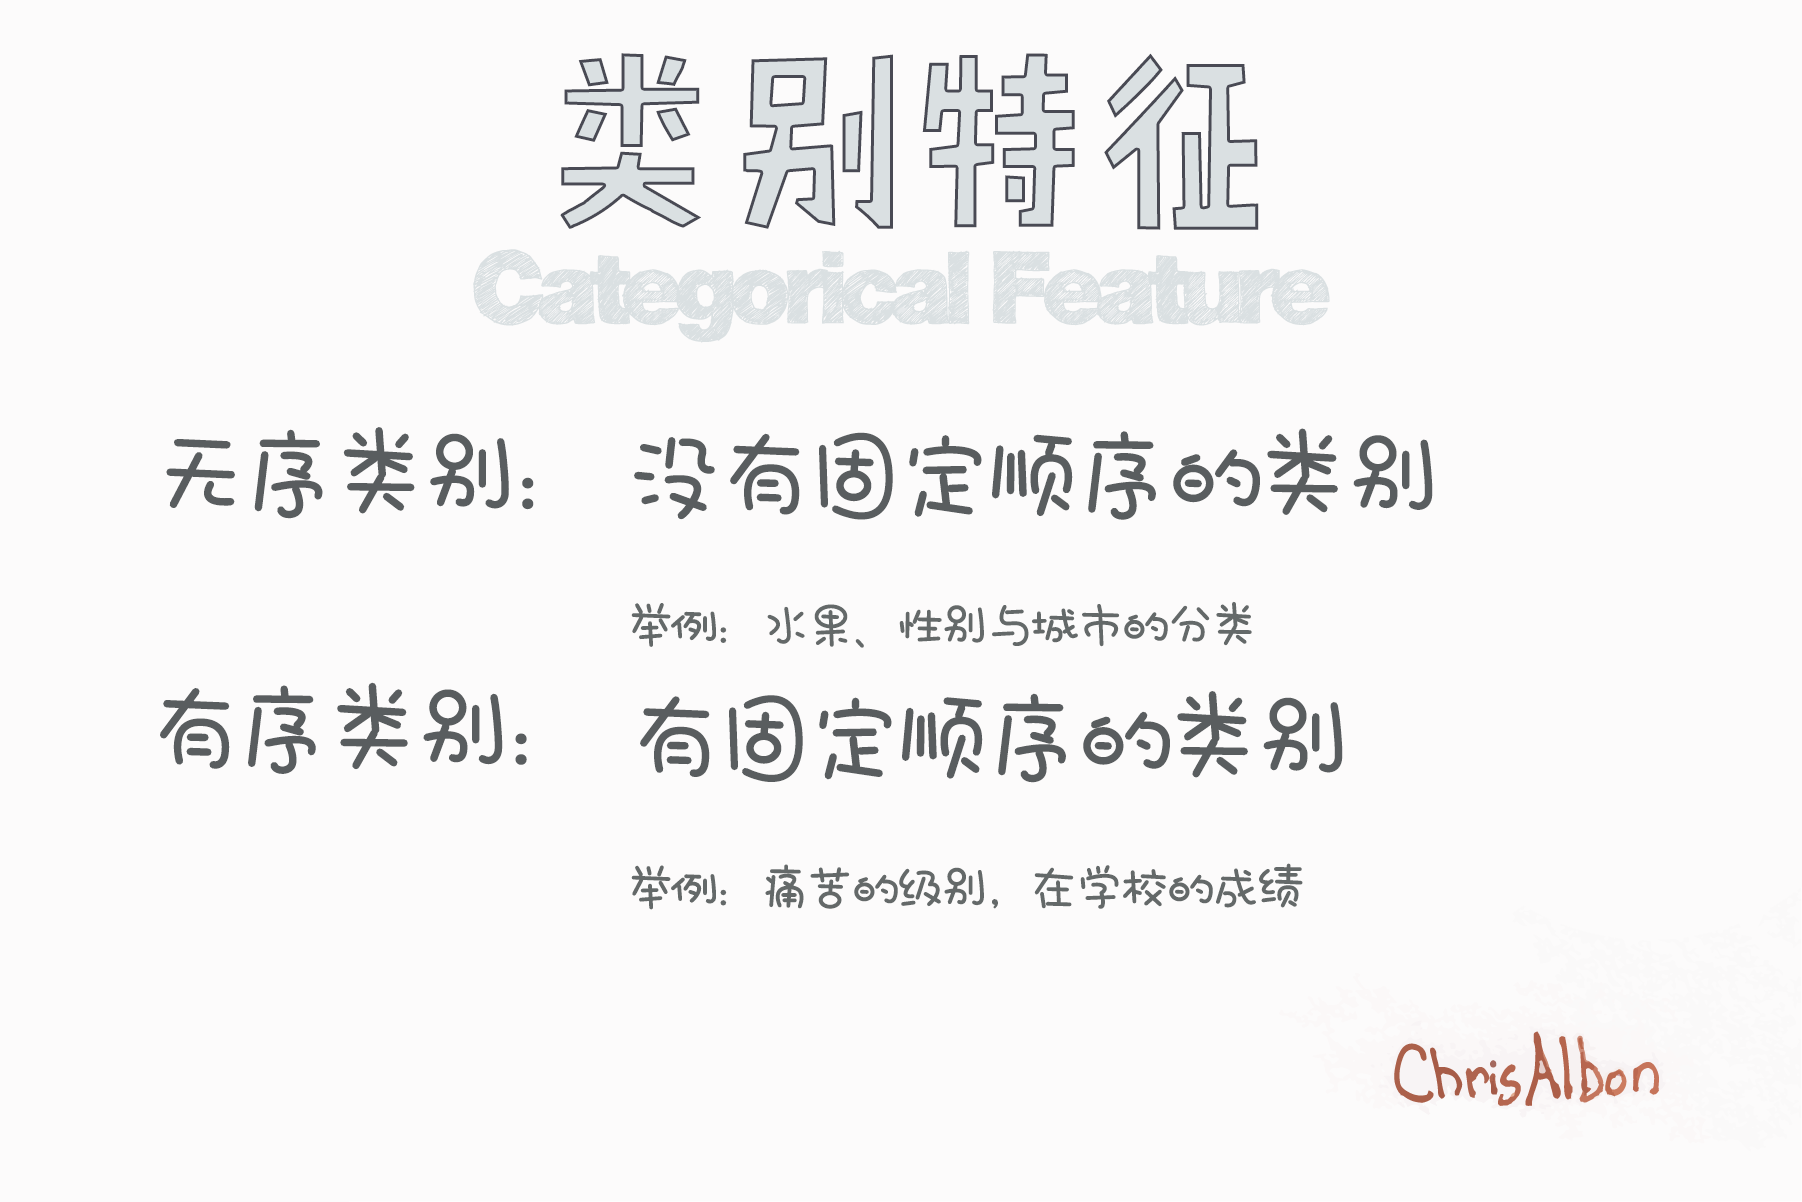 类别特征
Categorical Feature
无序类别： 没有固定顺序的类别
举例：水果、性别与城市的分类
有序类别： 有固定顺序的类别
举例：痛苦的级别，在学校的成绩
ChrisAlbon